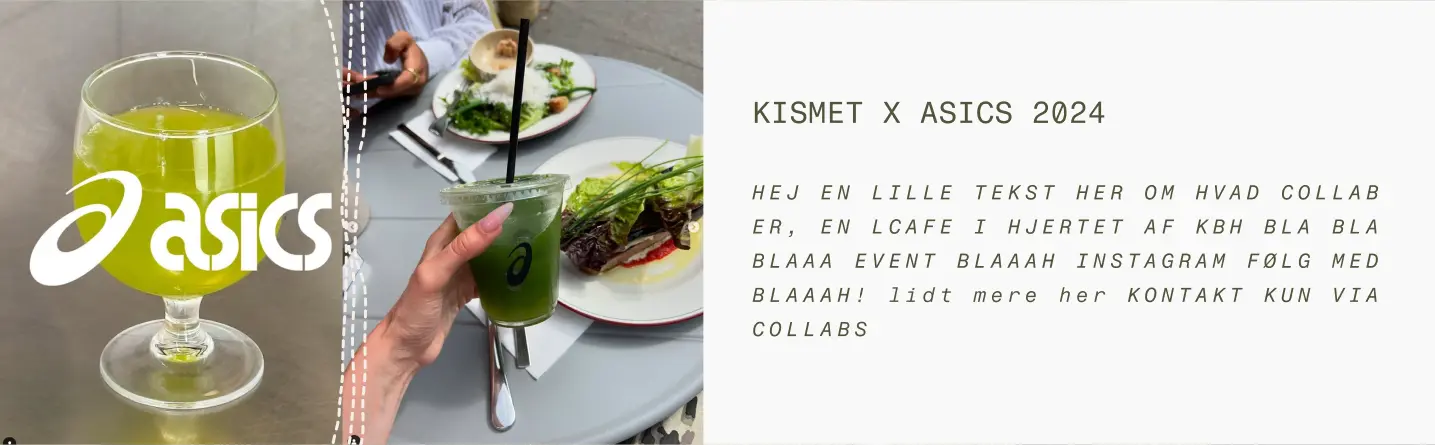 asics
KISMET X ASICS 2024
HEJ EN LILLE TEKST HER OM HVAD COLLAB
ER, EN LCAFE I HJERTET AF KBH BLA BLA
BLAAA EVENT BLAAAH INSTAGRAM FØLG MED
BLAAAH! lidt mere her KONTAKT KUN VIA
COLLABS